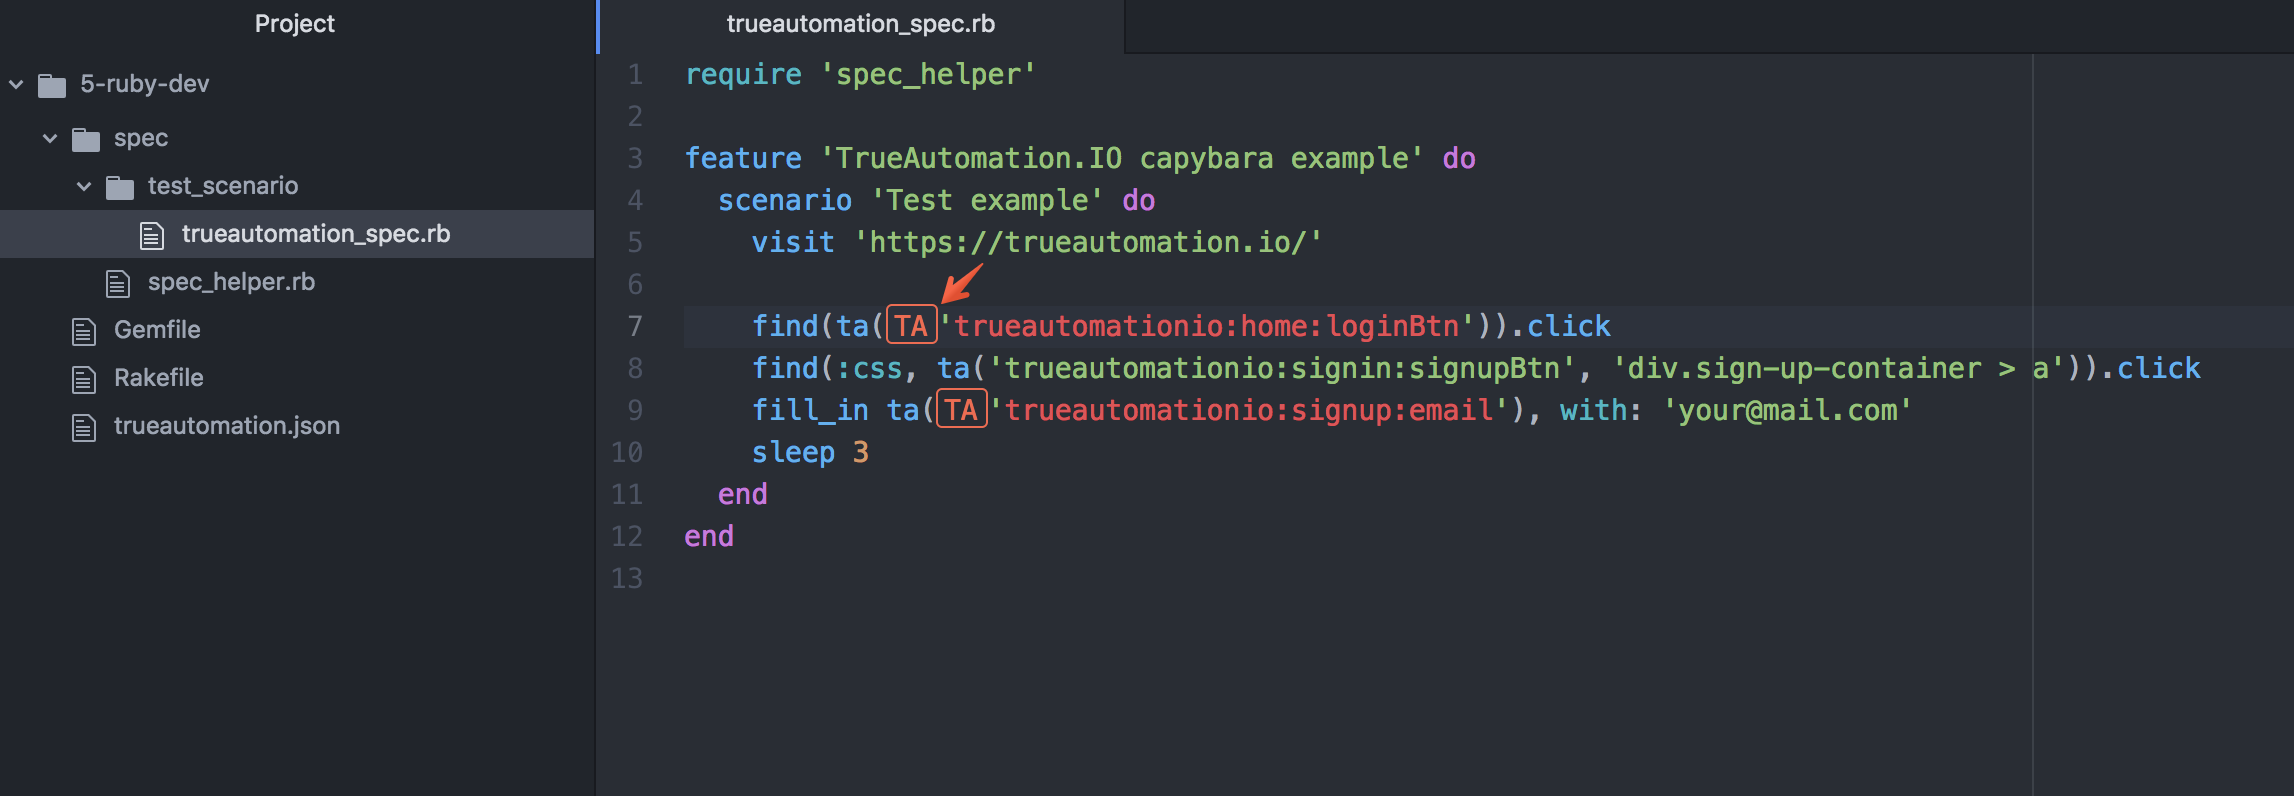 Project
5-ruby-dev
spec
test_scenario
trueautomation_spec.rb
spec_helper.rb
Gemfile
Rakefile
trueautomation.json
trueautomation_spec.rb
1 require 'spec_helper'
2
3 feature 'TrueAutomation.IO capybara example' do
4   scenario 'Test example' do
5     visit 'https://trueautomation.io/'
6
7     find(ta(TA'trueautomationio:home:loginBtn')).click
8     find(:css, ta('trueautomationio:signin:signupBtn', 'div.sign-up-container > a')).click
9     fill_in ta(TA'trueautomationio:signup:email'), with: 'your@mail.com'
10     sleep 3
11   end
12 end
13